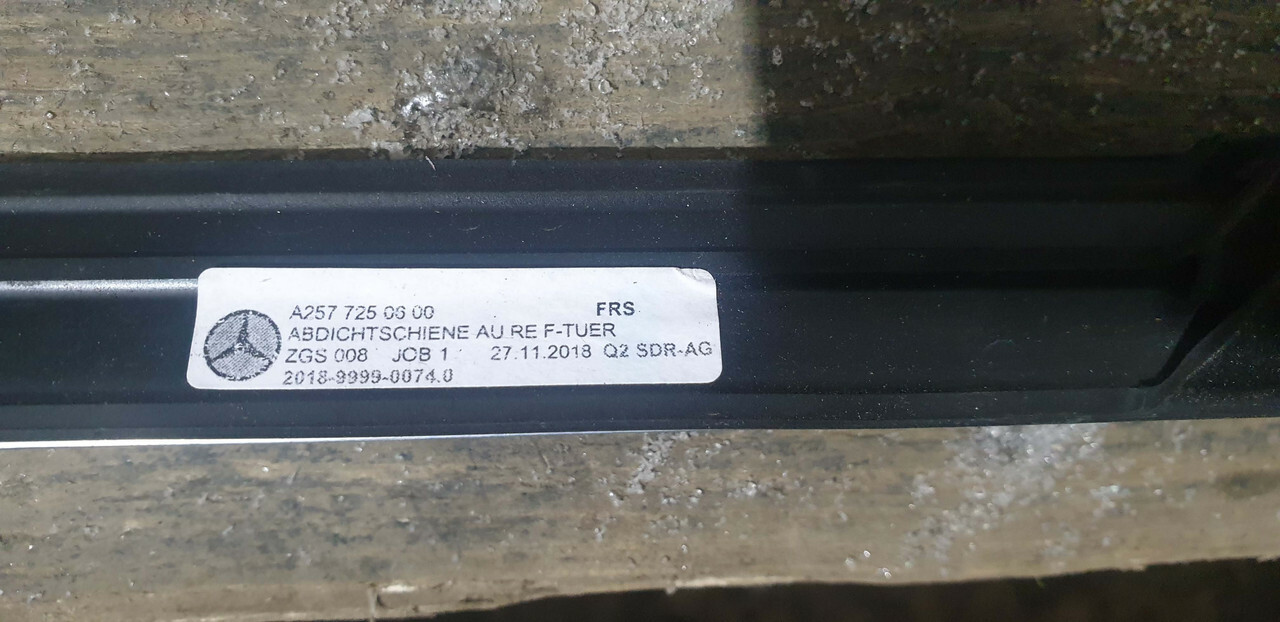 A257 725 06 00 FRS
ABDICHTSCHIENE AU RE F-TUER
ZGS 008 JOB 1 27.11.2018 Q2 SDR-AG
2018-9999-0074.0